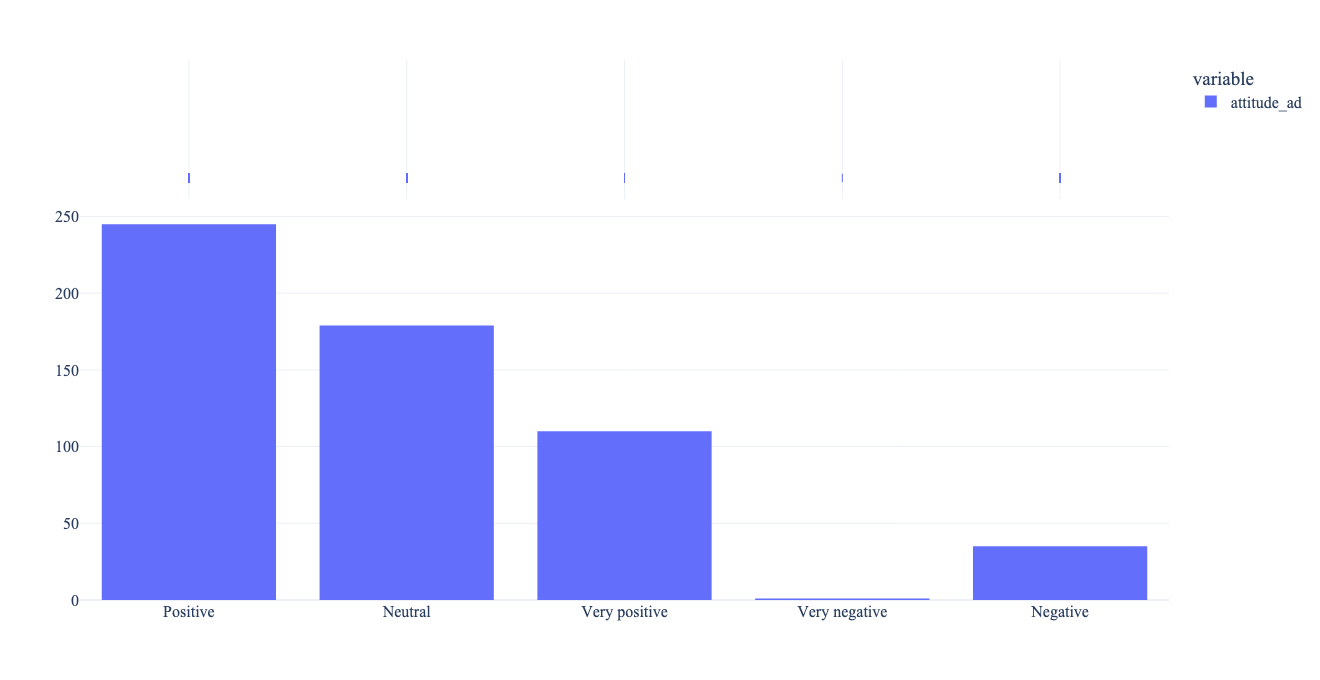 variable
attitude_ad
250
200
150
100
50
0
Positive
Neutral
Very positive
Very negative
Negative